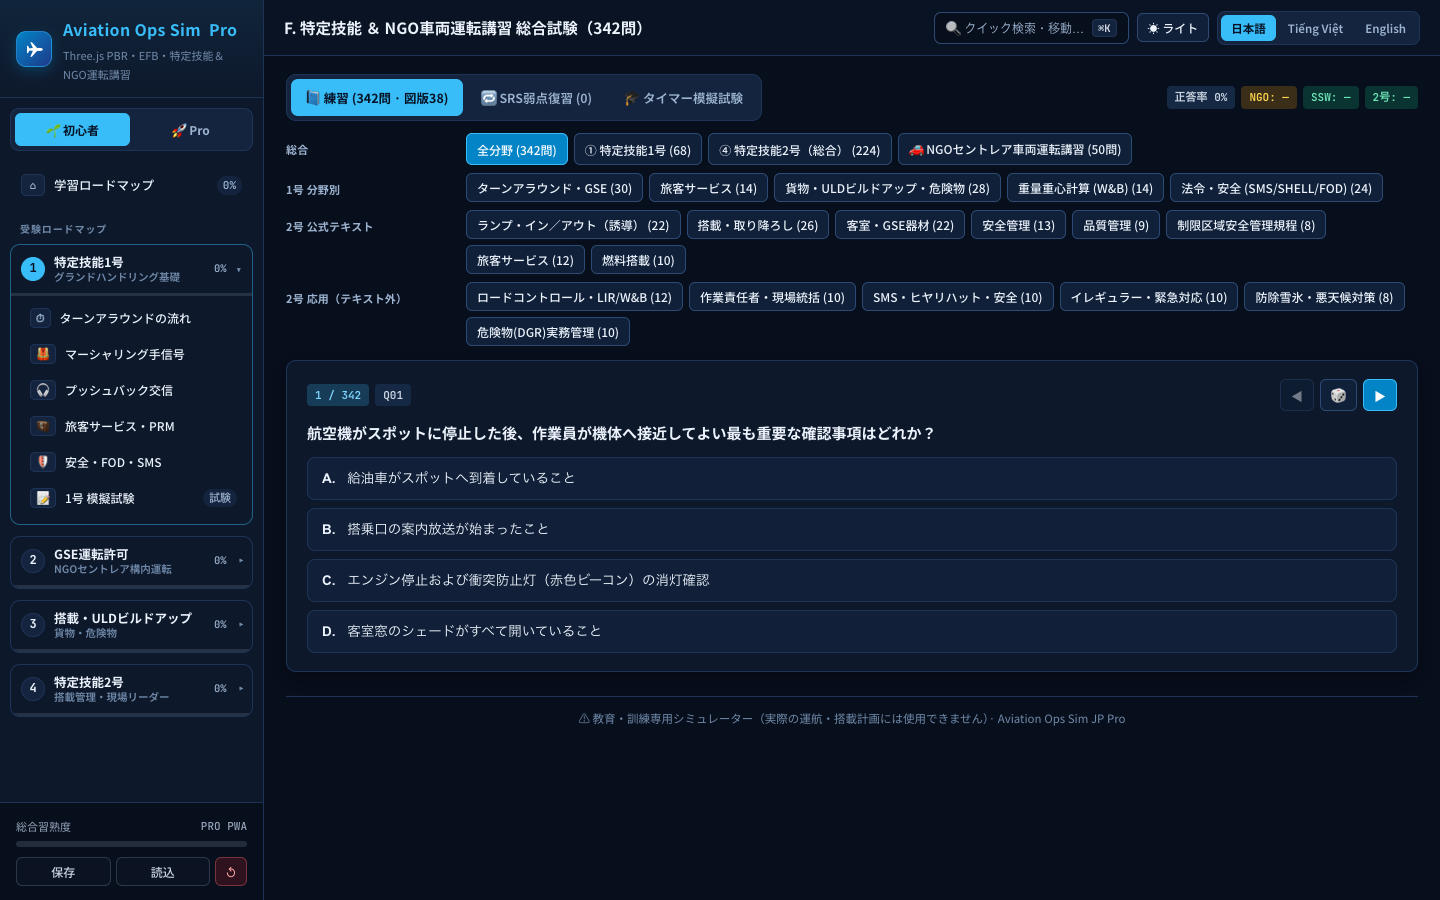 Aviation Ops Sim Pro
Three.js PBR・EFB・特定技能＆
NGO運転講習
初心者
Pro
学習ロードマップ
0%
受験ロードマップ
1
特定技能1号
グランドハンドリング基礎
0%
ターンアラウンドの流れ
マーシャリング手信号
プッシュバック交信
旅客サービス・PRM
安全・FOD・SMS
1号 模擬試験
試験
2
GSE運転許可
NGOセントレア構内運転
0%
3
搭載・ULDビルドアップ
貨物・危険物
0%
4
特定技能2号
搭載管理・現場リーダー
0%
総合習熟度
PRO PWA
保存
読込
F. 特定技能 ＆ NGO車両運転講習 総合試験（342問）
クイック検索・移動…
⌘K
ライト
日本語
Tiếng Việt
English
練習 (342問・図版38)
SRS弱点復習 (0)
タイマー模擬試験
正答率 0%
NGO: —
SSW: —
2号: —
総合
全分野 (342問)
① 特定技能1号 (68)
④ 特定技能2号（総合） (224)
NGOセントレア車両運転講習 (50問)
1号 分野別
ターンアラウンド・GSE (30)
旅客サービス (14)
貨物・ULDビルドアップ・危険物 (28)
重量重心計算 (W&B) (14)
法令・安全 (SMS/SHELL/FOD) (24)
2号 公式テキスト
ランプ・イン／アウト（誘導） (22)
搭載・取り降ろし (26)
客室・GSE器材 (22)
安全管理 (13)
品質管理 (9)
制限区域安全管理規程 (8)
旅客サービス (12)
燃料搭載 (10)
2号 応用（テキスト外）
ロードコントロール・LIR/W&B (12)
作業責任者・現場統括 (10)
SMS・ヒヤリハット・安全 (10)
イレギュラー・緊急対応 (10)
防除雪氷・悪天候対策 (8)
危険物(DGR)実務管理 (10)
1 / 342
Q01
航空機がスポットに停止した後、作業員が機体へ接近してよい最も重要な確認事項はどれか？
A. 給油車がスポットへ到着していること
B. 搭乗口の案内放送が始まったこと
C. エンジン停止および衝突防止灯（赤色ビーコン）の消灯確認
D. 客室窓のシェードがすべて開いていること
⚠ 教育・訓練専用シミュレーター（実際の運航・搭載計画には使用できません）· Aviation Ops Sim JP Pro